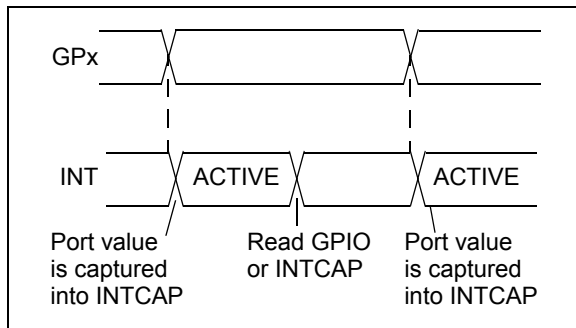 GPx
INT
ACTIVE
ACTIVE
Port value
is captured
into INTCAP
Read GPIO
or INTCAP
Port value
is captured
into INTCAP